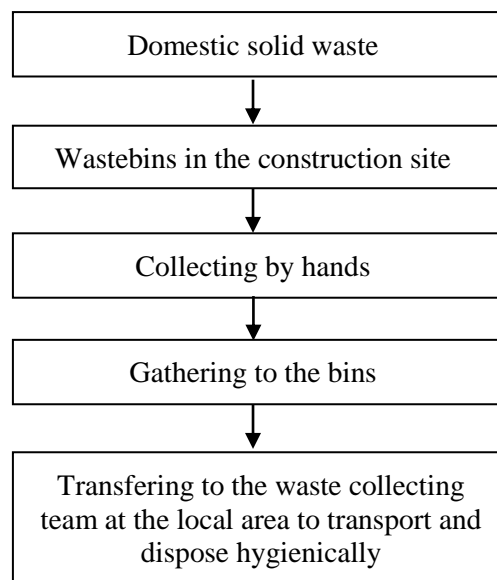 Domestic solid waste
Wastebins in the construction site
Collecting by hands
Gathering to the bins
Transfering to the waste collecting
team at the local area to transport and
dispose hygienically